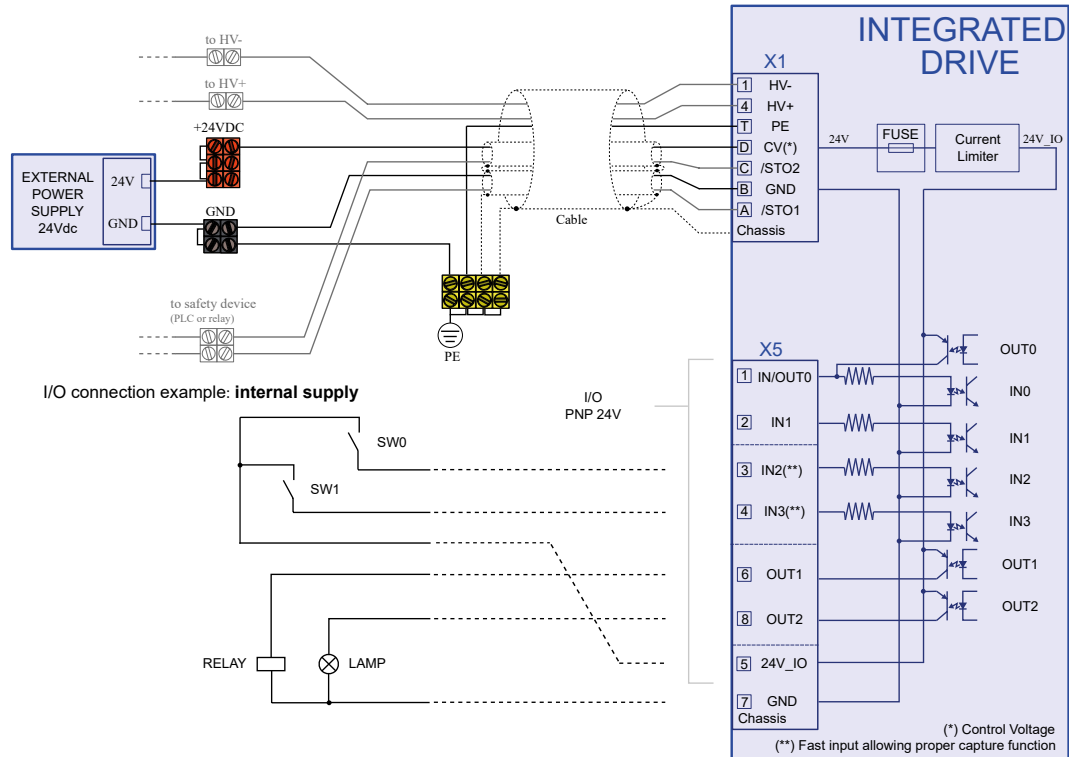 to HV-
to HV+
+24VDC
EXTERNAL
POWER
SUPPLY
24Vdc
24V
GND
GND
to safety device
(PLC or relay)
Cable
PE
INTEGRATED
DRIVE
X1
1 HV-
4 HV+
T PE
D CV(*)
C /STO2
B GND
A /STO1
Chassis
24V
FUSE
Current
Limiter
24V_IO
I/O connection example: internal supply
I/O
PNP 24V
SW0
SW1
RELAY
LAMP
X5
1 IN/OUT0
2 IN1
3 IN2(**)
4 IN3(**)
6 OUT1
8 OUT2
5 24V_IO
7 GND
Chassis
OUT0
IN0
IN1
IN2
IN3
OUT1
OUT2
(*) Control Voltage
(**) Fast input allowing proper capture function